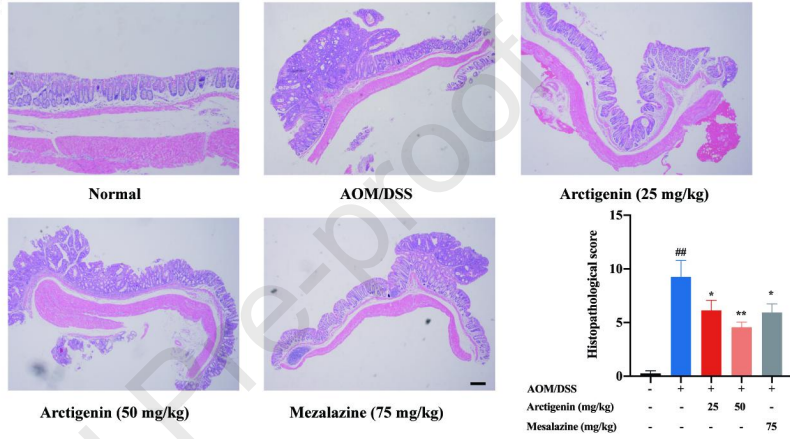 Normal
AOM/DSS
Arctigenin (25 mg/kg)
Arctigenin (50 mg/kg)
Mezalazine (75 mg/kg)
Histopathological score
15
10
5
0
##
*
**
*
AOM/DSS - + + + +
Arctigenin (mg/kg) - - 25 50 -
Mesalazine (mg/kg) - - - - 75
Pre-proof